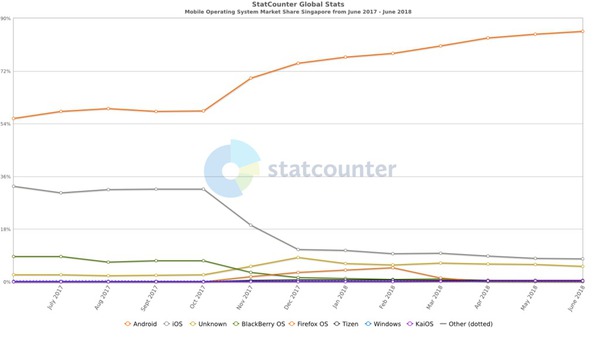 StatCounter Global Stats
Mobile Operating System Market Share Singapore from June 2017 - June 2018
90%
72%
54%
36%
18%
0%
statcounter
July 2017
Aug 2017
Sept 2017
Oct 2017
Nov 2017
Dec 2017
Jan 2018
Feb 2018
Mar 2018
Apr 2018
May 2018
June 2018
Android iOS Unknown BlackBerry OS Firefox OS Tizen Windows KaiOS Other (dotted)